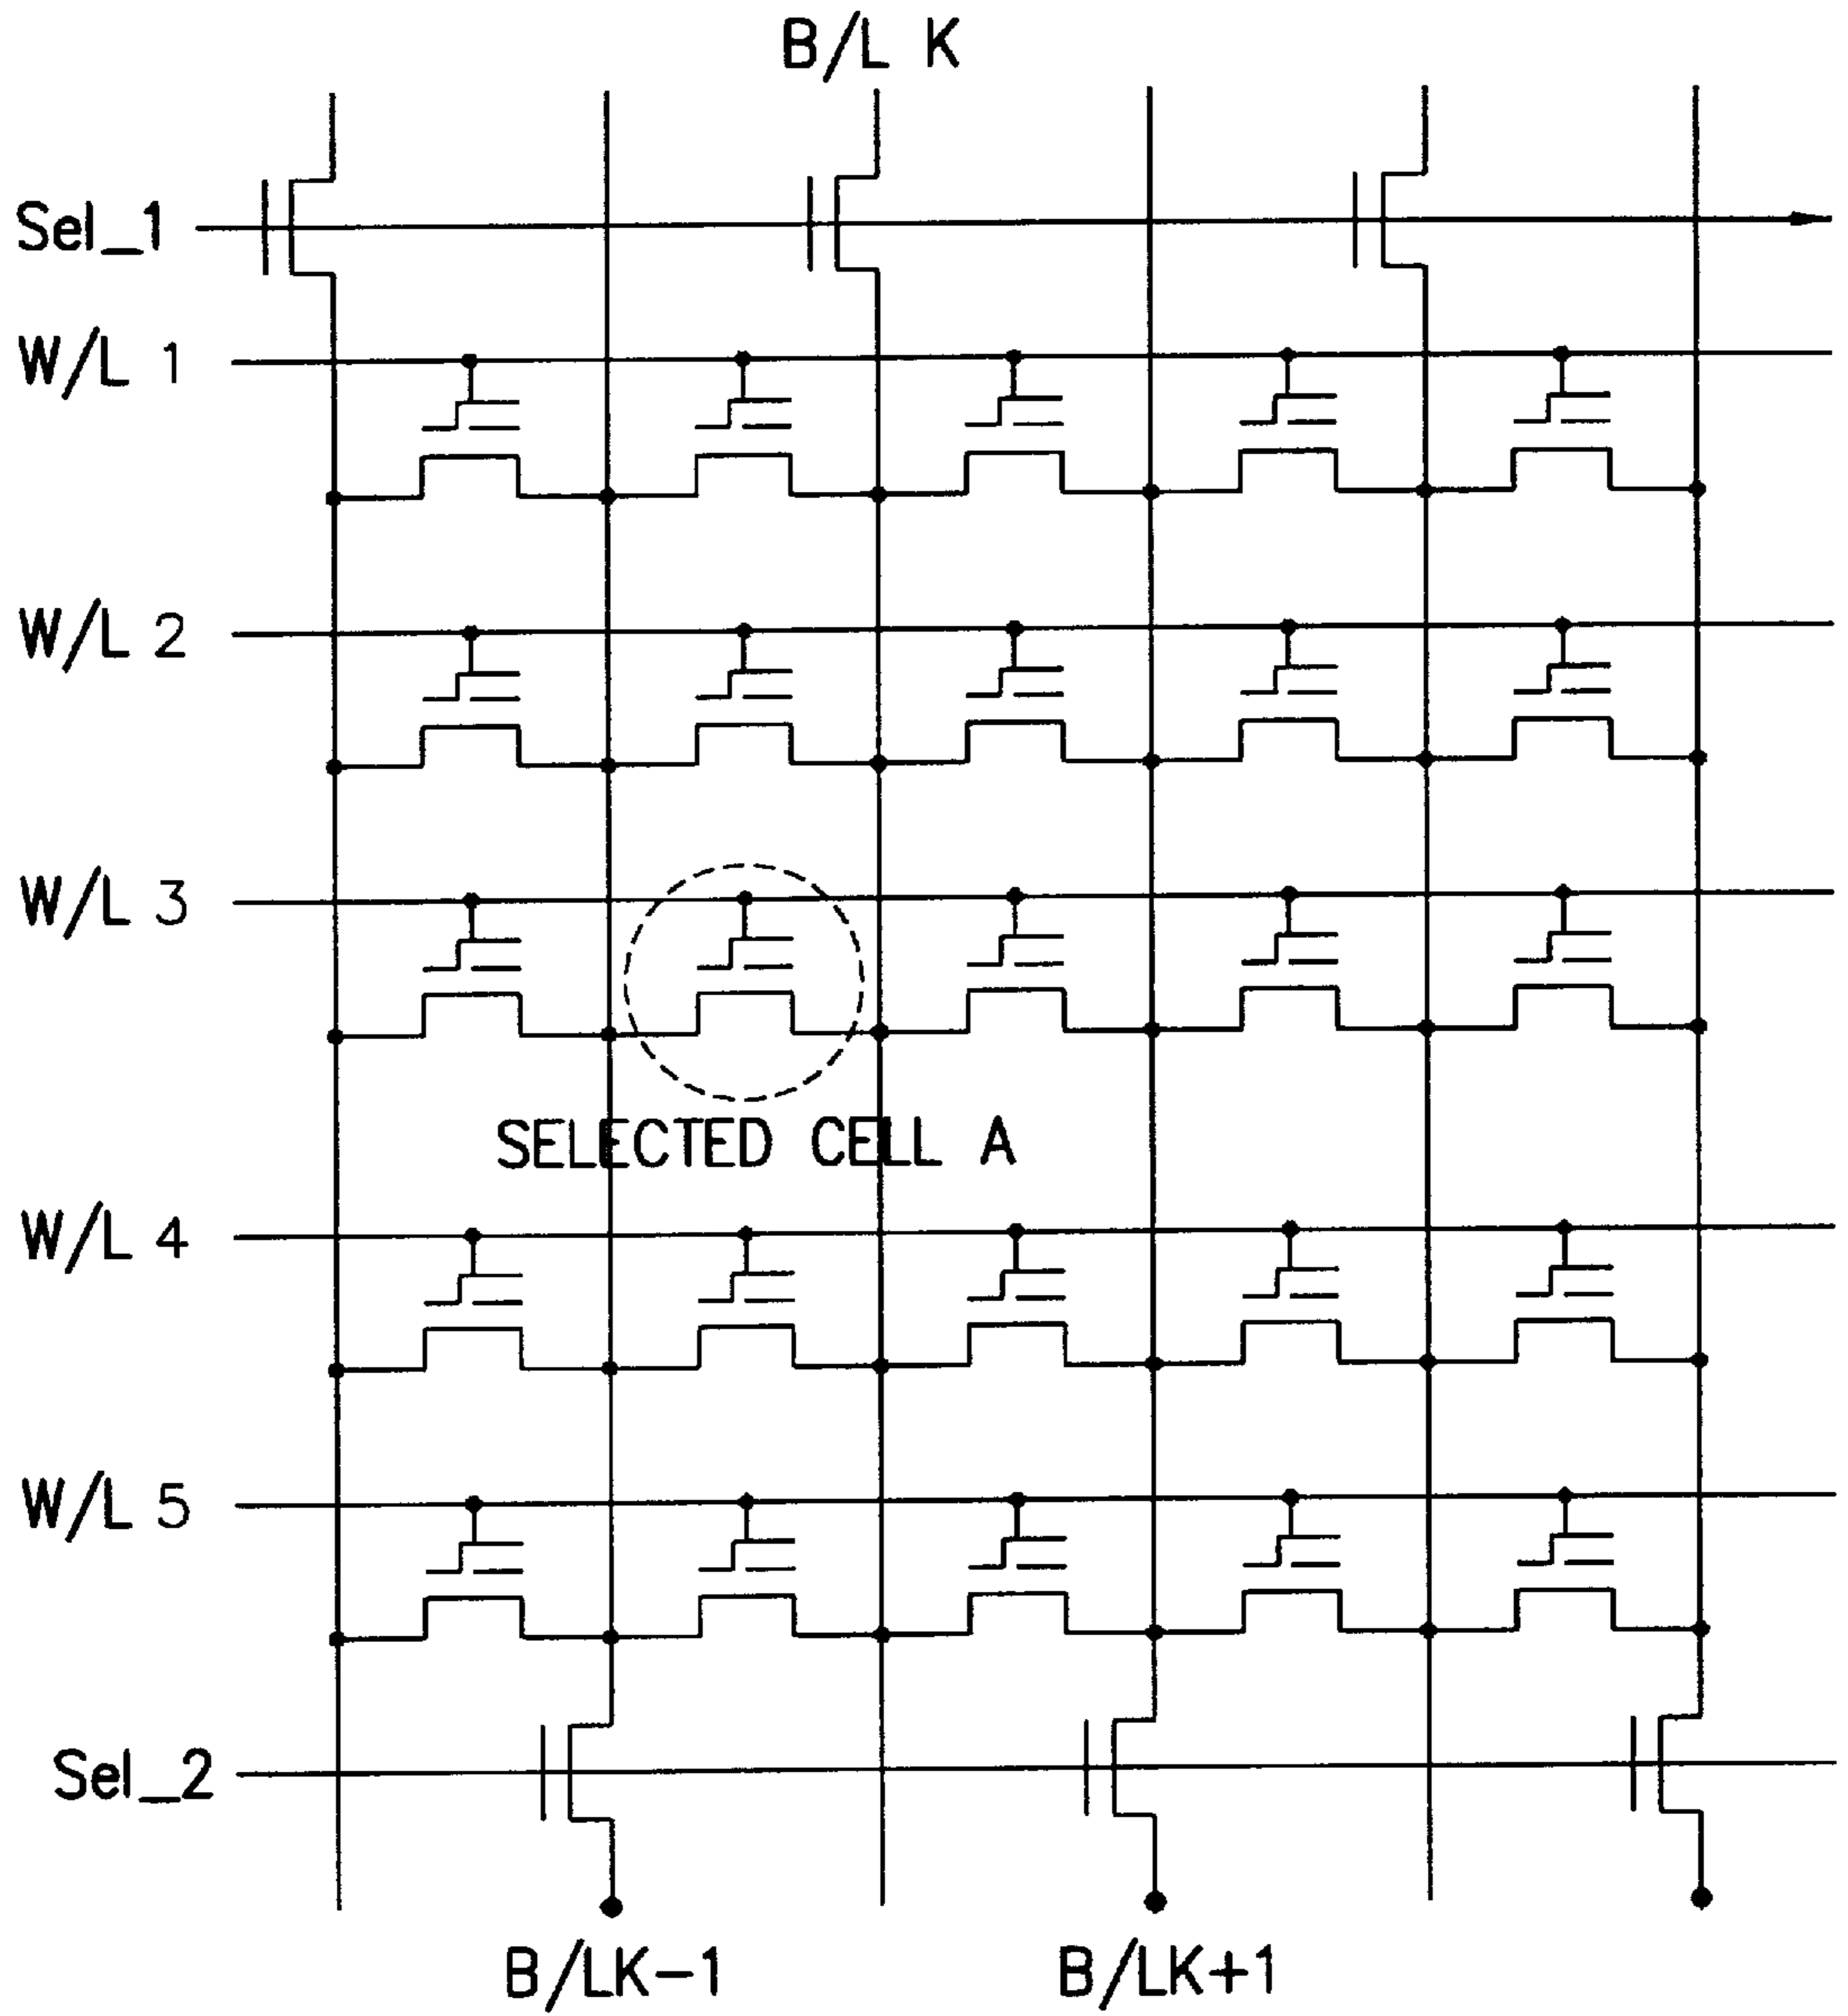 B/L K
Sel_1
W/L 1
W/L 2
W/L 3
SELECTED CELL A
W/L 4
W/L 5
Sel_2
B/LK-1
B/LK+1